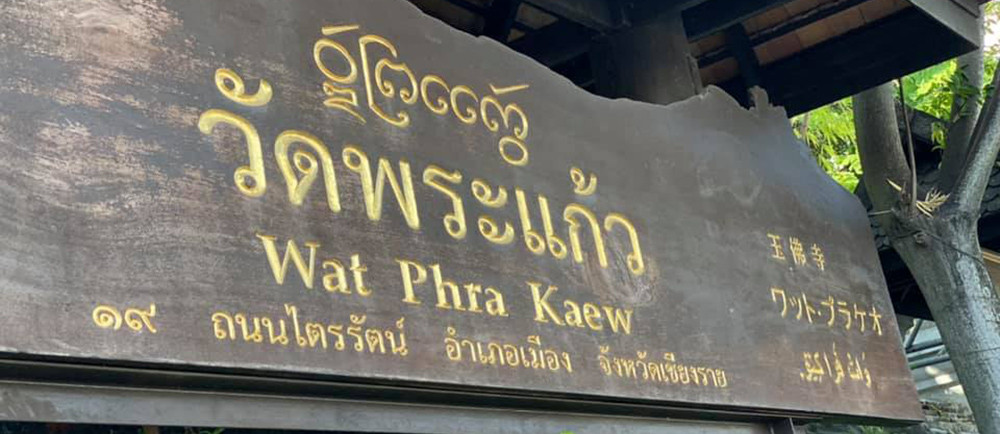 วัดพระแก้ว
Wat Phra Kaew
๑๙ ถนนไตรรัตน์ อำเภอเมือง จังหวัดเชียงราย
玉佛寺
ワット・プラケオ